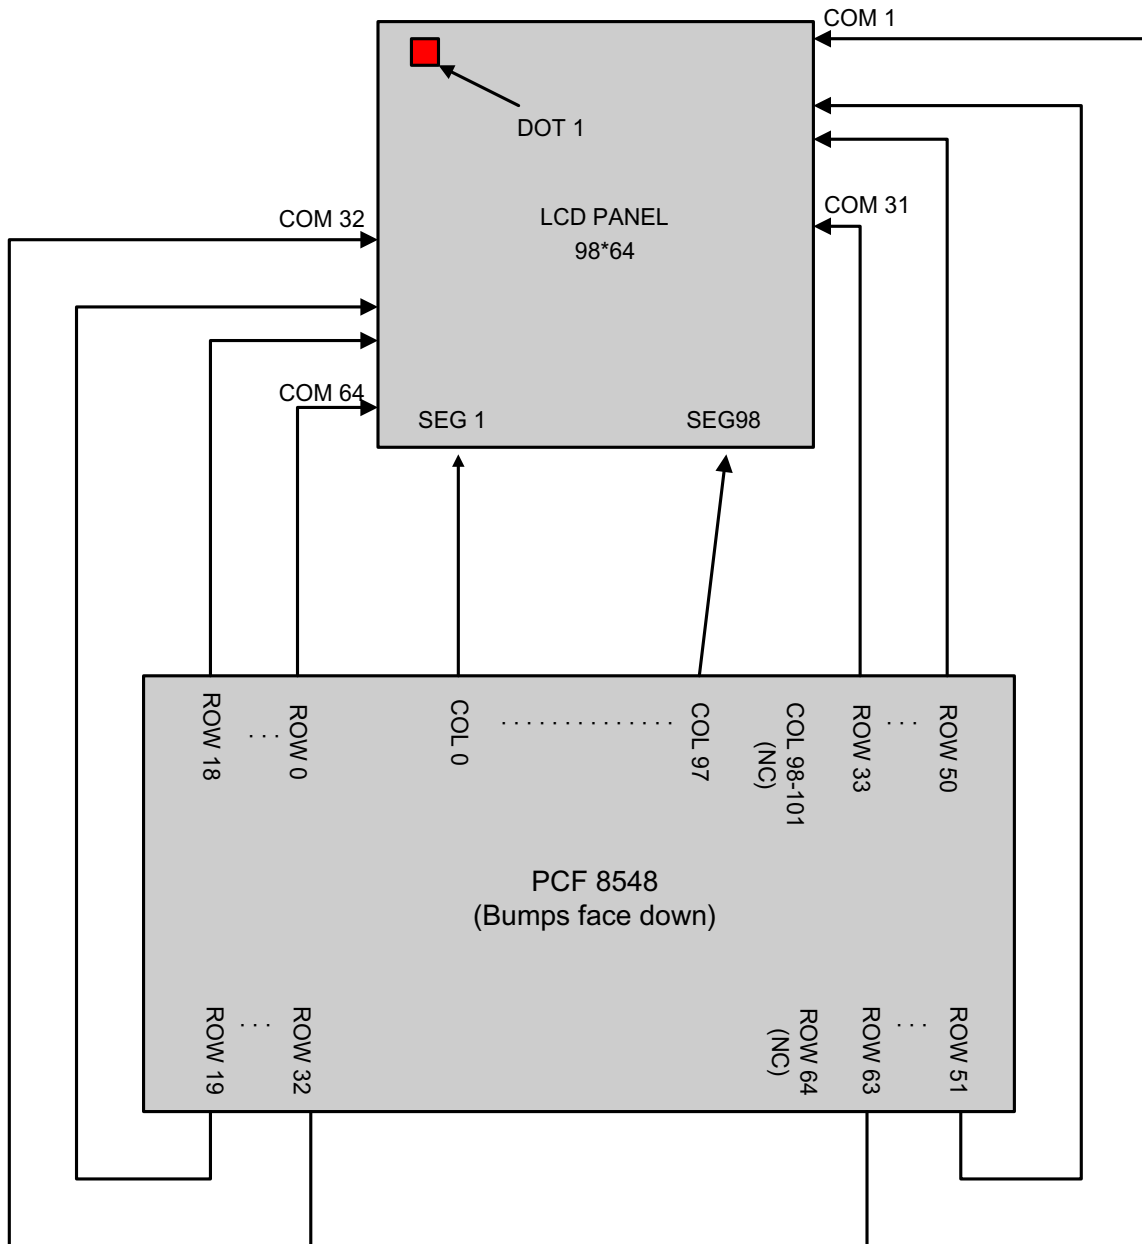 COM 1
DOT 1
COM 32
LCD PANEL
COM 31
98*64
COM 64
SEG 1
SEG98
ROW 18
. . .
ROW 0
COL 0
. . . . . . . . . . . . . .
COL 97
COL 98-101
(NC)
ROW 33
. . .
ROW 50
PCF 8548
(Bumps face down)
ROW 19
. . .
ROW 32
ROW 64
(NC)
ROW 63
. . .
ROW 51